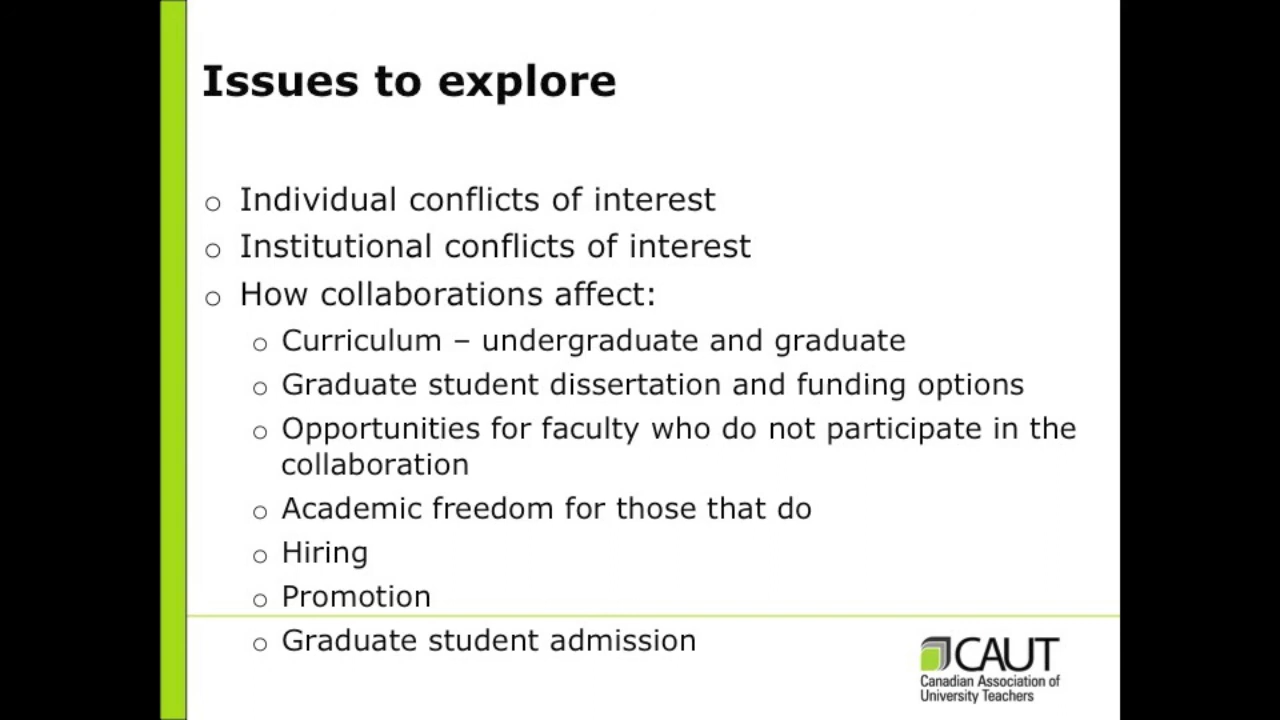 Issues to explore
o Individual conflicts of interest
o Institutional conflicts of interest
o How collaborations affect:
o Curriculum – undergraduate and graduate
o Graduate student dissertation and funding options
o Opportunities for faculty who do not participate in the
collaboration
o Academic freedom for those that do
o Hiring
o Promotion
o Graduate student admission
CAUT
Canadian Association of
University Teachers